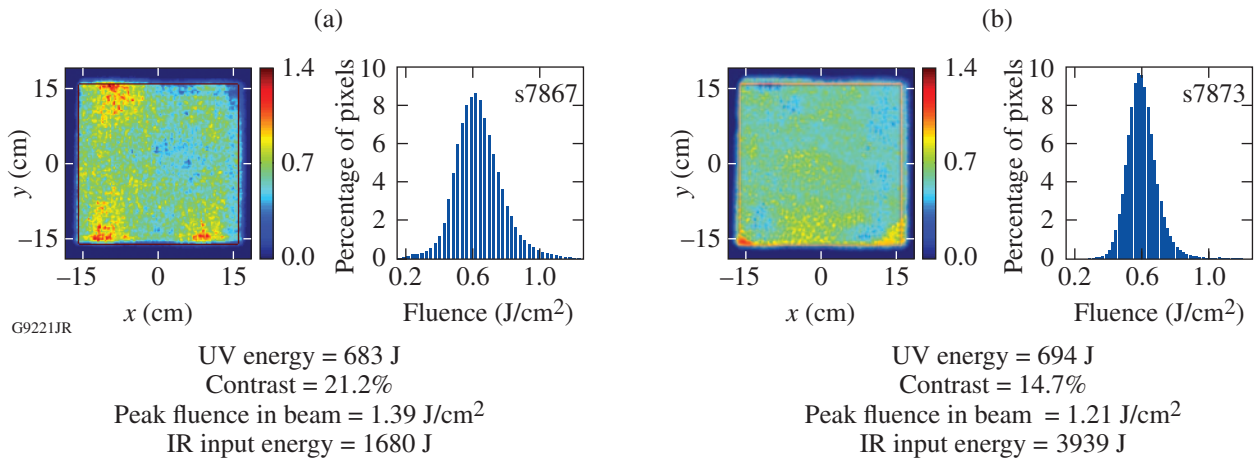 (a)
(b)
15
0
–15
y (cm)
–15
0
15
x (cm)
1.4
0.7
0.0
10
8
6
4
2
0
Percentage of pixels
s7867
0.2
0.6
1.0
Fluence (J/cm2)
15
0
–15
y (cm)
–15
0
15
x (cm)
1.4
0.7
0.0
10
8
6
4
2
0
Percentage of pixels
s7873
0.2
0.6
1.0
Fluence (J/cm2)
G9221JR
UV energy = 683 J
Contrast = 21.2%
Peak fluence in beam = 1.39 J/cm2
IR input energy = 1680 J
UV energy = 694 J
Contrast = 14.7%
Peak fluence in beam = 1.21 J/cm2
IR input energy = 3939 J